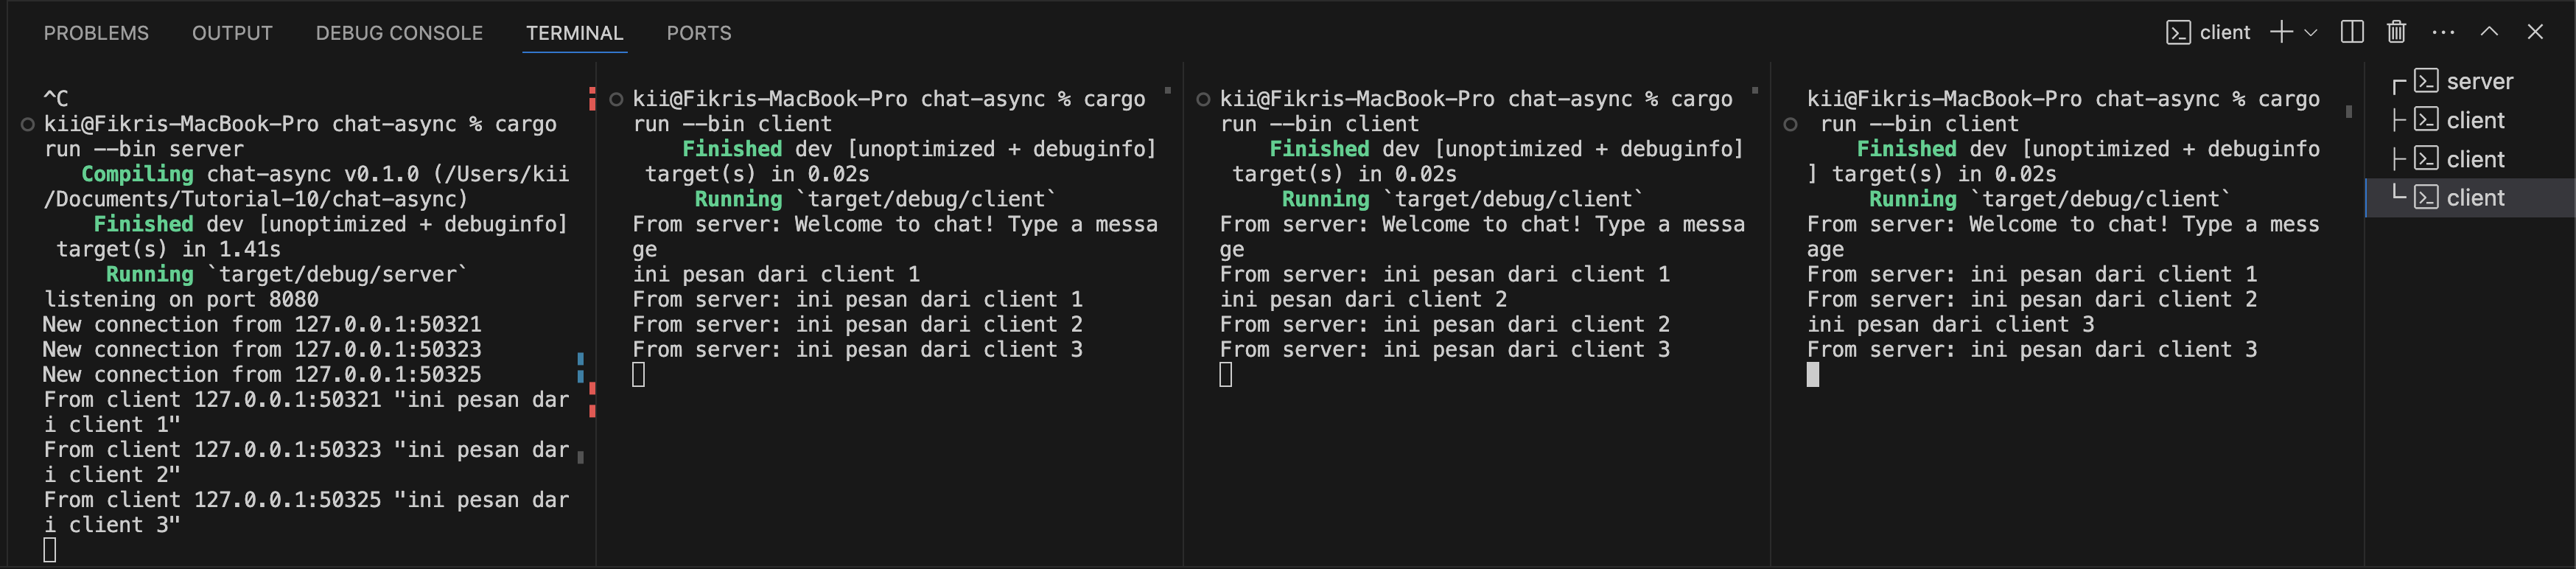 PROBLEMS OUTPUT DEBUG CONSOLE TERMINAL PORTS
client
^C
kii@Fikris-MacBook-Pro chat-async % cargo
run --bin server
Compiling chat-async v0.1.0 (/Users/kii
/Documents/Tutorial-10/chat-async)
Finished dev [unoptimized + debuginfo]
target(s) in 1.41s
Running `target/debug/server`
listening on port 8080
New connection from 127.0.0.1:50321
New connection from 127.0.0.1:50323
New connection from 127.0.0.1:50325
From client 127.0.0.1:50321 "ini pesan dar
i client 1"
From client 127.0.0.1:50323 "ini pesan dar
i client 2"
From client 127.0.0.1:50325 "ini pesan dar
i client 3"
kii@Fikris-MacBook-Pro chat-async % cargo
run --bin client
Finished dev [unoptimized + debuginfo]
target(s) in 0.02s
Running `target/debug/client`
From server: Welcome to chat! Type a messa
ge
ini pesan dari client 1
From server: ini pesan dari client 1
From server: ini pesan dari client 2
From server: ini pesan dari client 3
kii@Fikris-MacBook-Pro chat-async % cargo
run --bin client
Finished dev [unoptimized + debuginfo]
target(s) in 0.02s
Running `target/debug/client`
From server: Welcome to chat! Type a messa
ge
From server: ini pesan dari client 1
ini pesan dari client 2
From server: ini pesan dari client 2
From server: ini pesan dari client 3
kii@Fikris-MacBook-Pro chat-async % cargo
run --bin client
Finished dev [unoptimized + debuginfo
] target(s) in 0.02s
Running `target/debug/client`
From server: Welcome to chat! Type a mess
age
From server: ini pesan dari client 1
From server: ini pesan dari client 2
ini pesan dari client 3
From server: ini pesan dari client 3
server
client
client
client